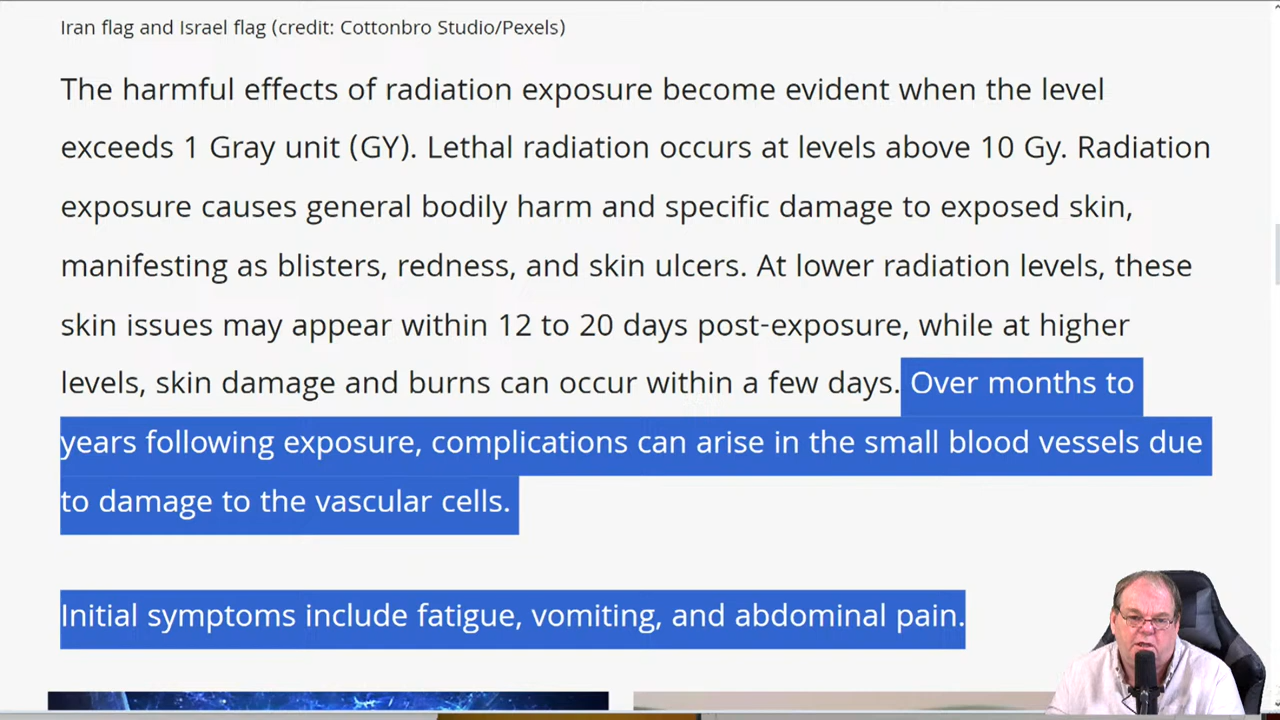 Iran flag and Israel flag (credit: Cottonbro Studio/Pexels)
The harmful effects of radiation exposure become evident when the level
exceeds 1 Gray unit (GY). Lethal radiation occurs at levels above 10 Gy. Radiation
exposure causes general bodily harm and specific damage to exposed skin,
manifesting as blisters, redness, and skin ulcers. At lower radiation levels, these
skin issues may appear within 12 to 20 days post-exposure, while at higher
levels, skin damage and burns can occur within a few days. Over months to
years following exposure, complications can arise in the small blood vessels due
to damage to the vascular cells.
Initial symptoms include fatigue, vomiting, and abdominal pain.